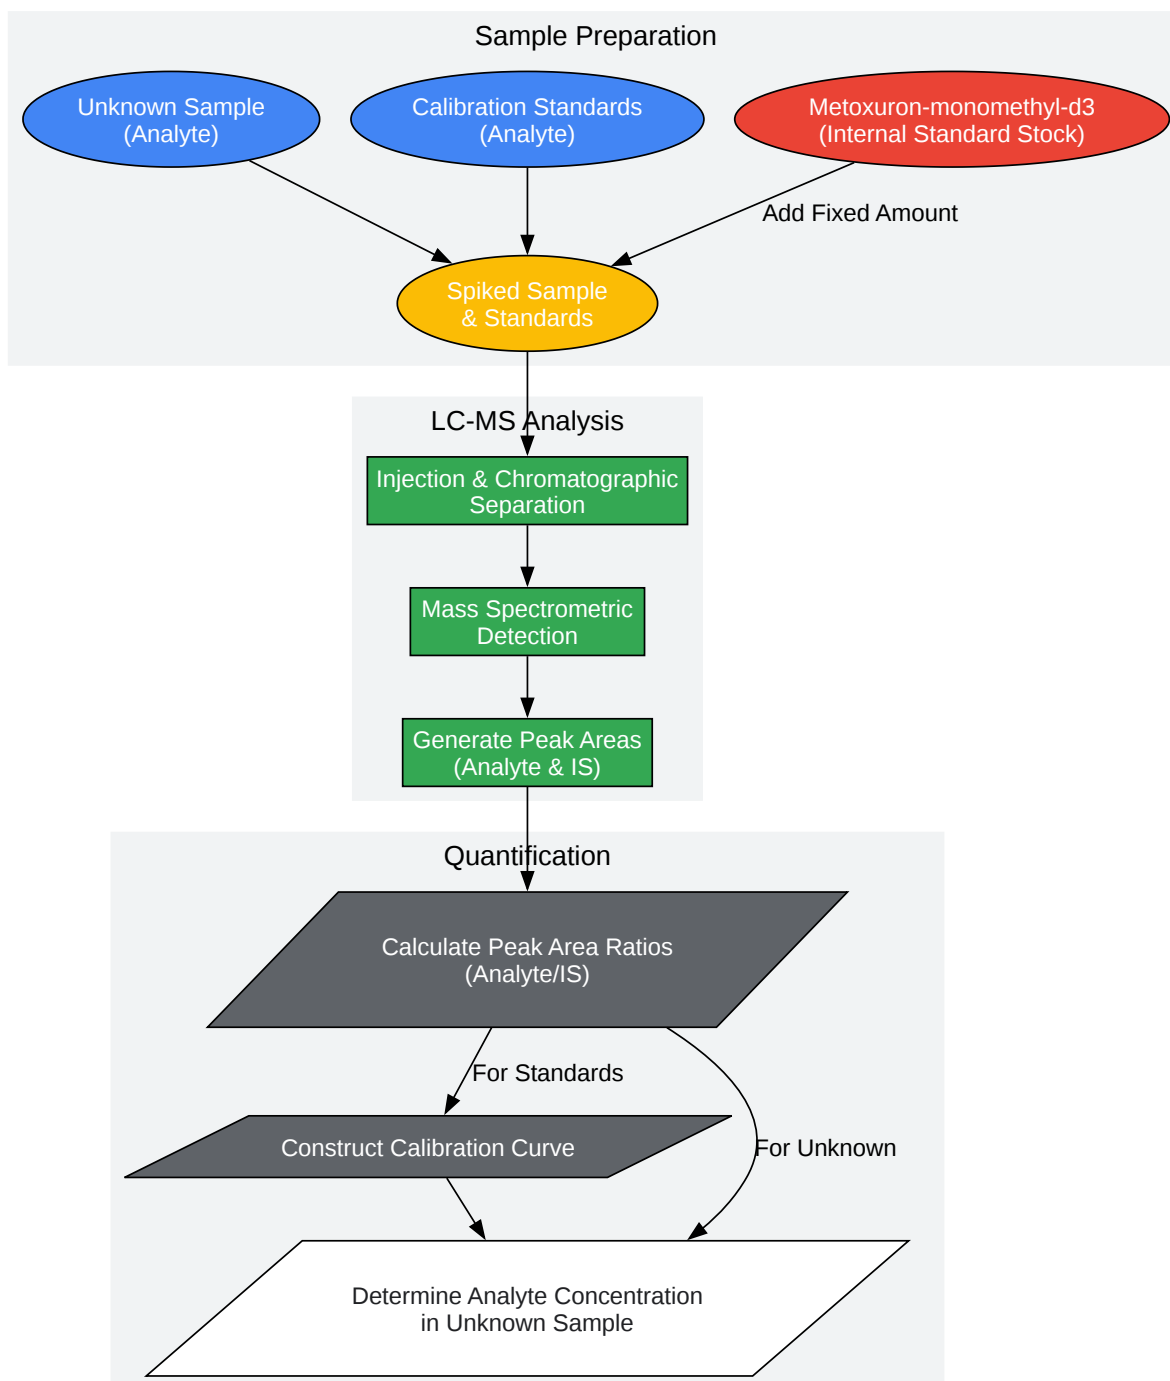 Sample Preparation
Unknown Sample
(Analyte)
Calibration Standards
(Analyte)
Metoxuron-monomethyl-d3
(Internal Standard Stock)
Add Fixed Amount
Spiked Sample
& Standards
LC-MS Analysis
Injection & Chromatographic
Separation
Mass Spectrometric
Detection
Generate Peak Areas
(Analyte & IS)
Quantification
Calculate Peak Area Ratios
(Analyte/IS)
For Standards
Construct Calibration Curve
For Unknown
Determine Analyte Concentration
in Unknown Sample